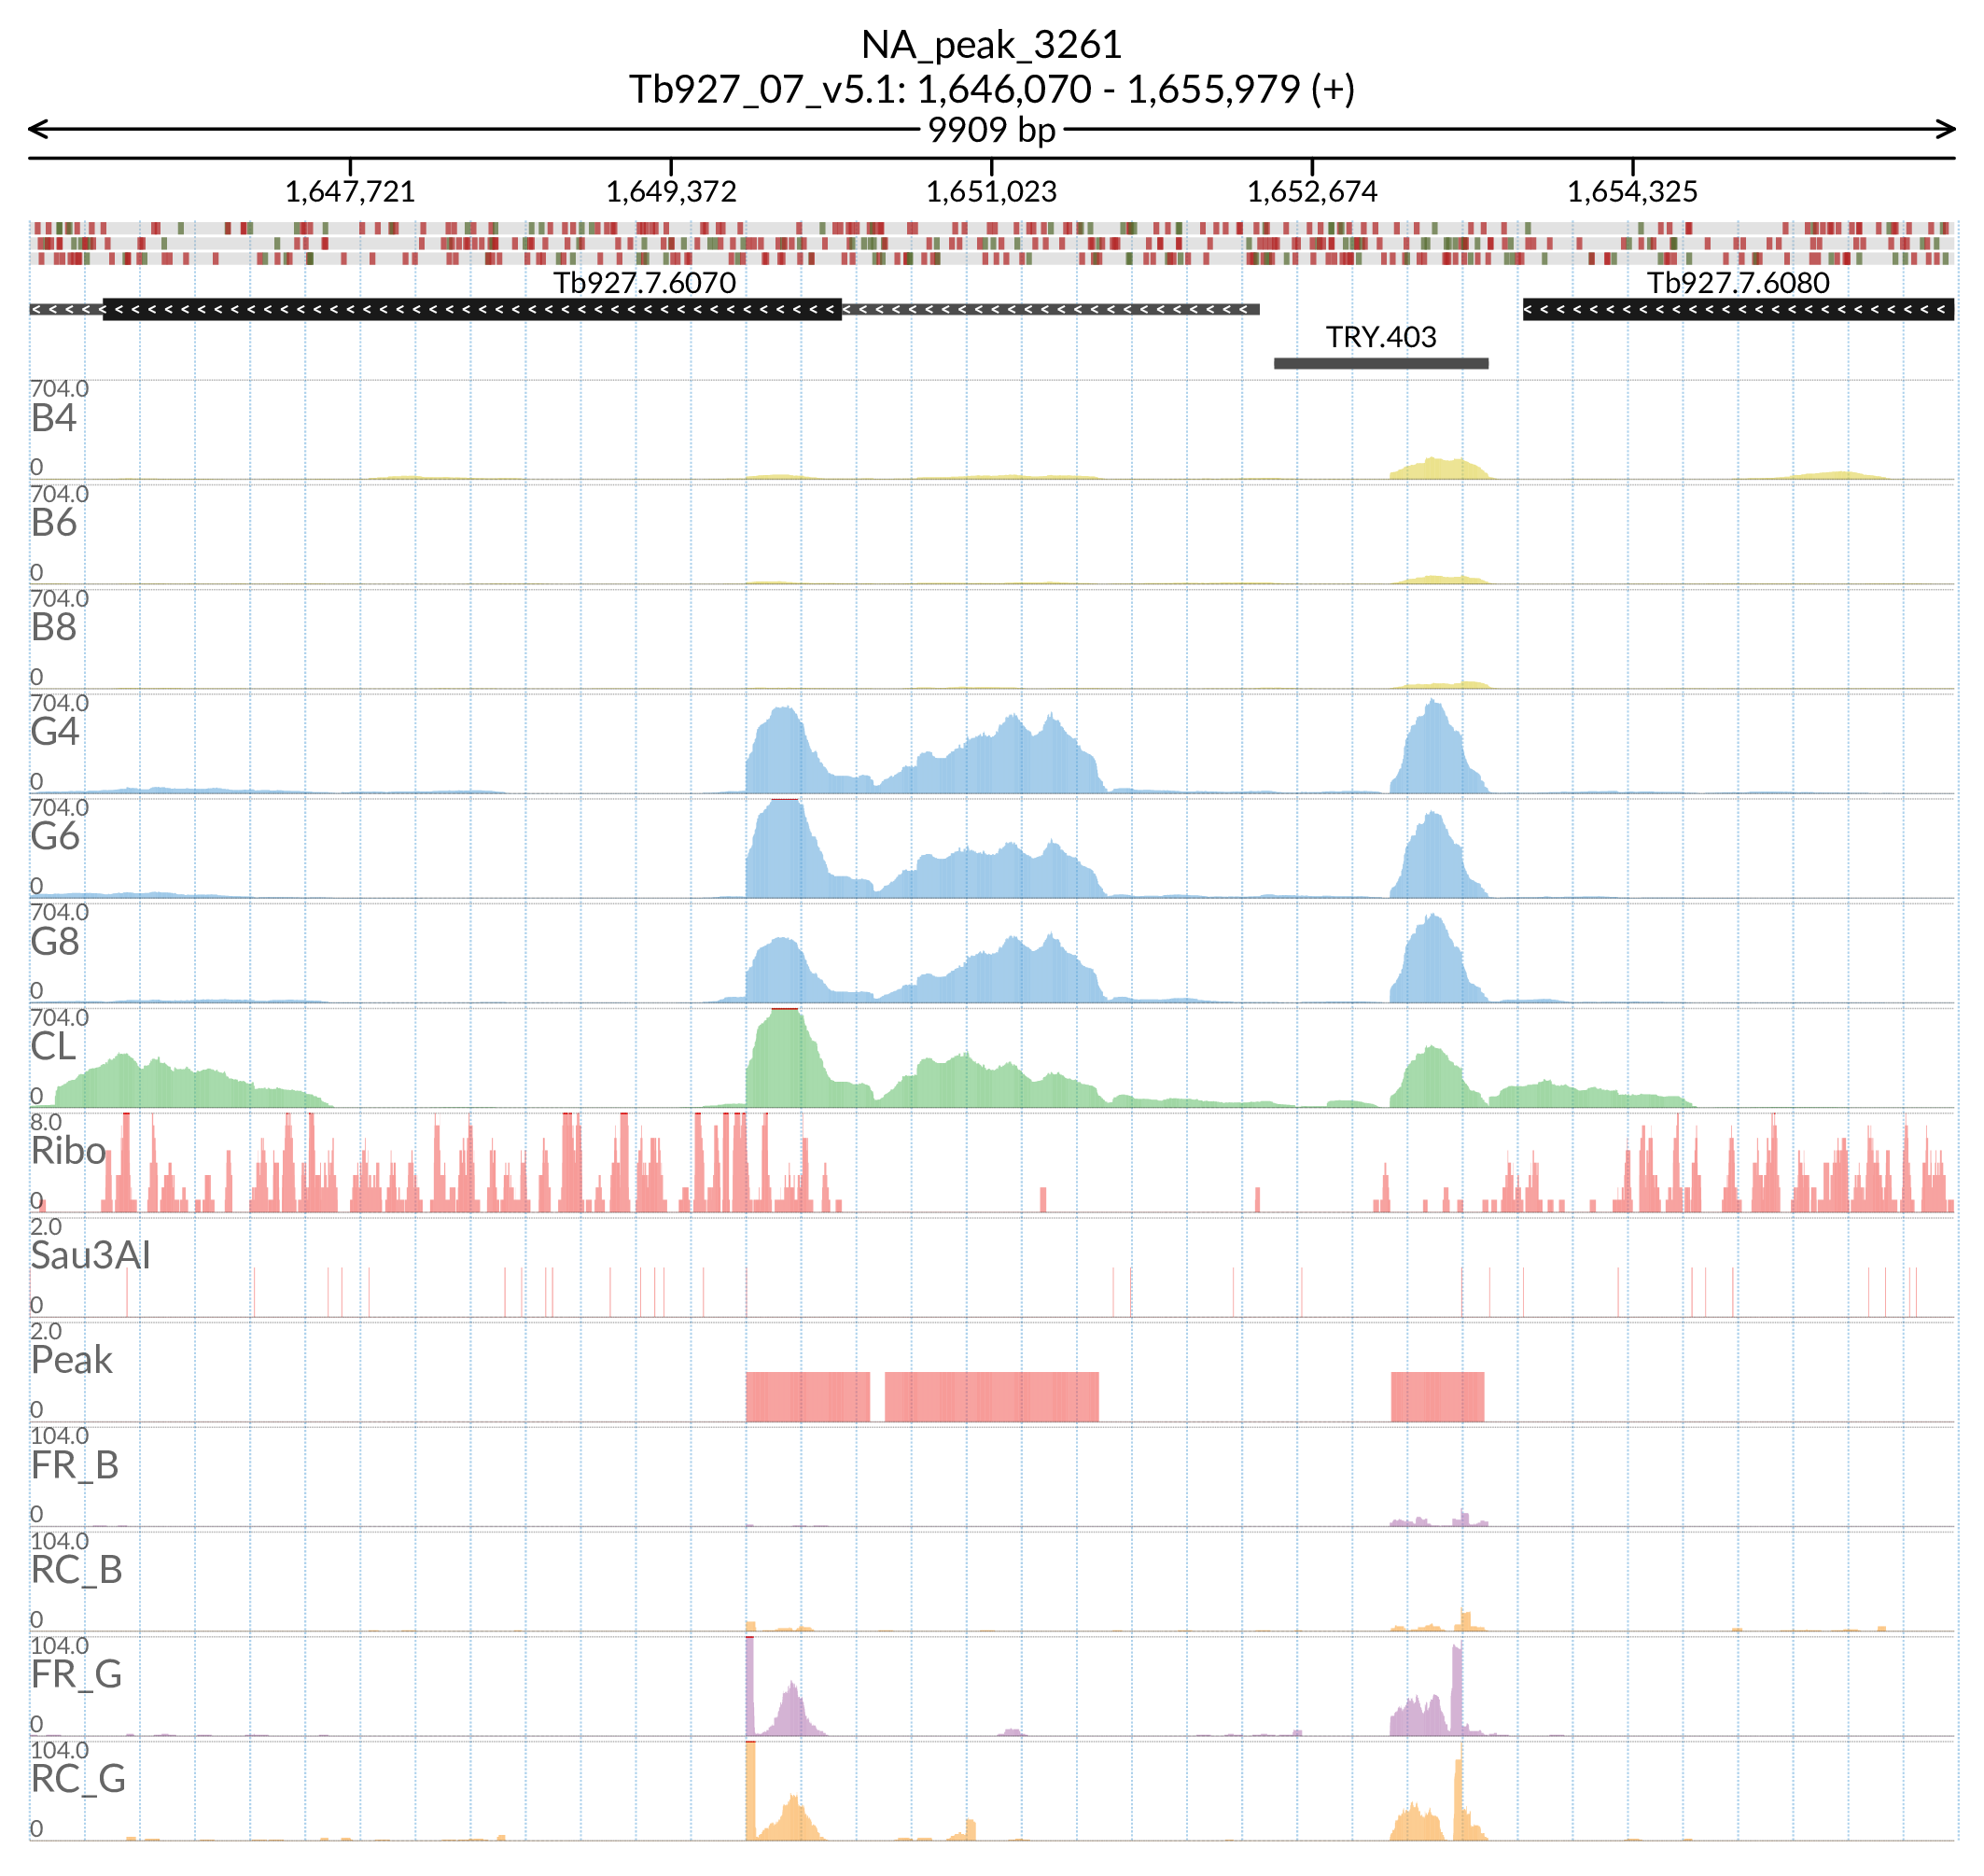 NA_peak_3261
Tb927_07_v5.1: 1,646,070 - 1,655,979 (+)
9909 bp
1,647,721 1,649,372 1,651,023 1,652,674 1,654,325
Tb927.7.6070 Tb927.7.6080
TRY.403
704.0
B4
0
704.0
B6
0
704.0
B8
0
704.0
G4
0
704.0
G6
0
704.0
G8
0
704.0
CL
0
8.0
Ribo
0
2.0
Sau3AI
0
2.0
Peak
0
104.0
FR_B
0
104.0
RC_B
0
104.0
FR_G
0
104.0
RC_G
0